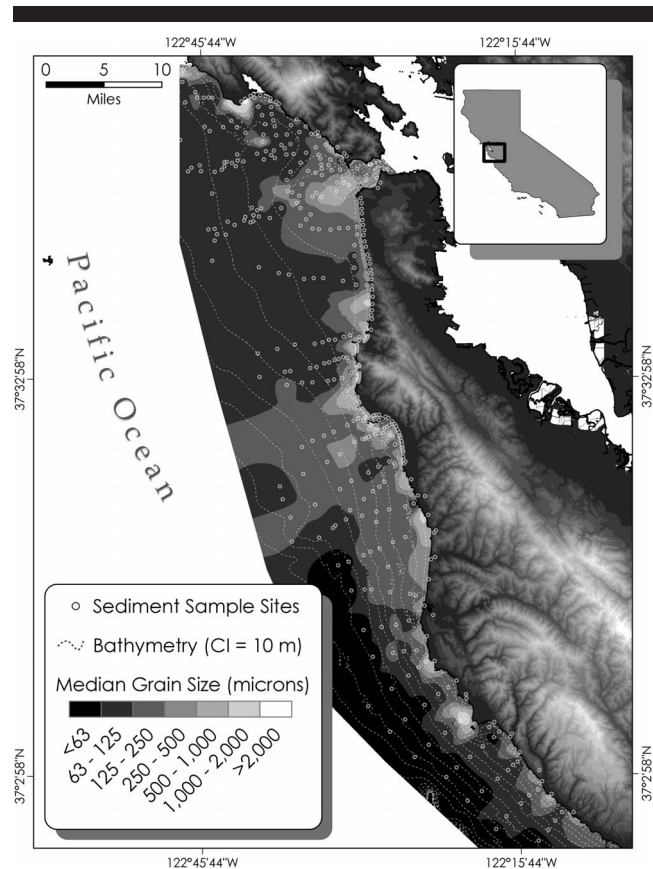 122°45'44"W 122°15'44"W
0 5 10
Miles
Pacific Ocean
37°32'58"N 37°32'58"N
Sediment Sample Sites
Bathymetry (CI = 10 m)
Median Grain Size (microns)
<63
63 - 125
125 - 250
250 - 500
500 - 1,000
1,000 - 2,000
>2,000
37°2'58"N 37°2'58"N
122°45'44"W 122°15'44"W